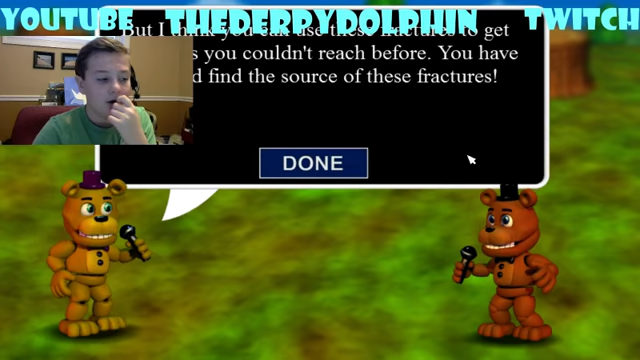 YOUTUBE THEDERPYDOLPHIN TWITCH
But I think you can use these fractures to get
you couldn't reach before. You have
find the source of these fractures!
DONE